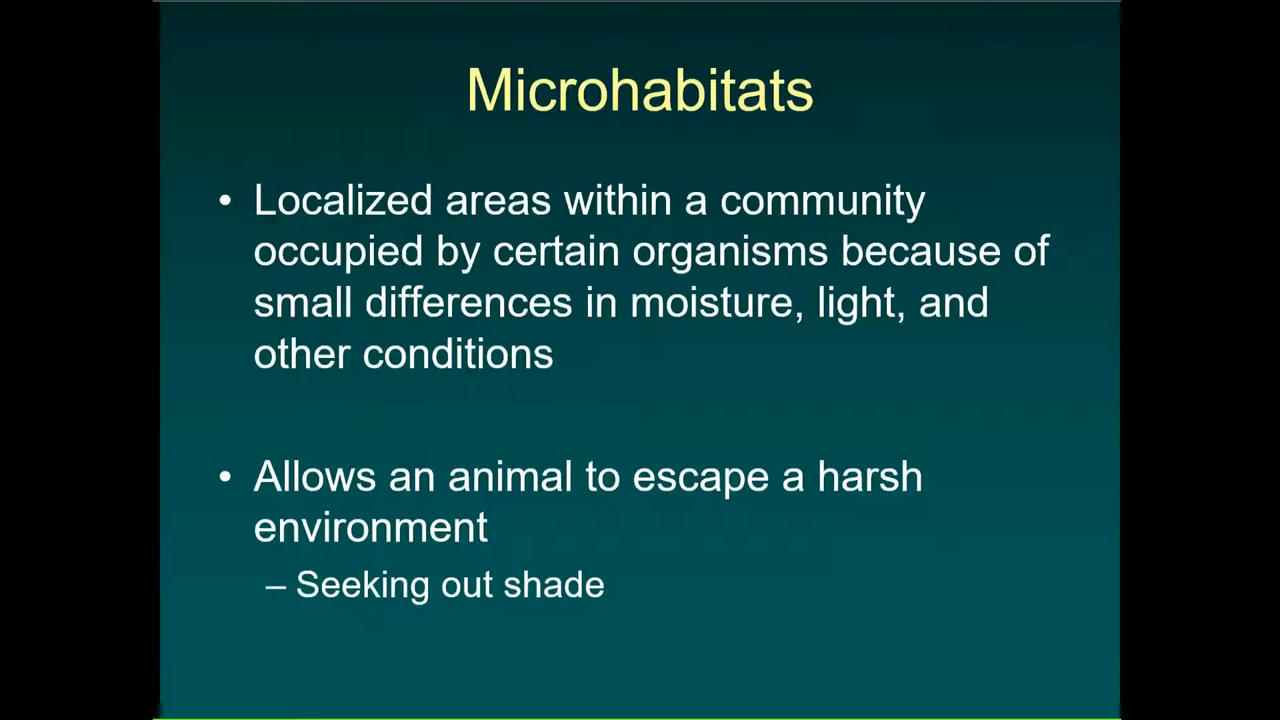 Microhabitats
• Localized areas within a community
occupied by certain organisms because of
small differences in moisture, light, and
other conditions
• Allows an animal to escape a harsh
environment
– Seeking out shade